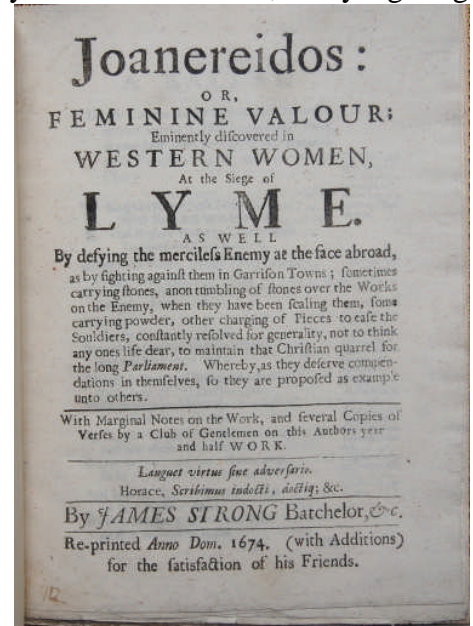 Joanereidos:
OR,
FEMININE VALOUR;
Eminently diſcovered in
WESTERN WOMEN,
At the Siege of
LYME.
AS WELL
By defying the mercileſs Enemy at the face abroad,
as by fighting againſt them in Garriſon Towns; ſometimes
carrying ſtones, anon tumbling of ſtones over the Works
on the Enemy, when they have been ſcaling them, ſome
carrying powder, other charging of Pieces to eaſe the
Souldiers, conſtantly reſolved for generality, not to think
any ones life dear, to maintain that Chriſtian quarrel for
the long Parliament. Whereby, as they deſerve commen-
dations in themſelves, ſo they are propoſed as example
unto others.
With Marginal Notes on the Work, and ſeveral Copies of
Verſes by a Club of Gentlemen on this Authors year
and half WORK.
Languet virtus ſine adverſario.
Horace, Scribimus indocti, doctiq; &c.
By JAMES STRONG Batchelor, &c.
Re-printed Anno Dom. 1674. (with Additions)
for the ſatisfaction of his Friends.